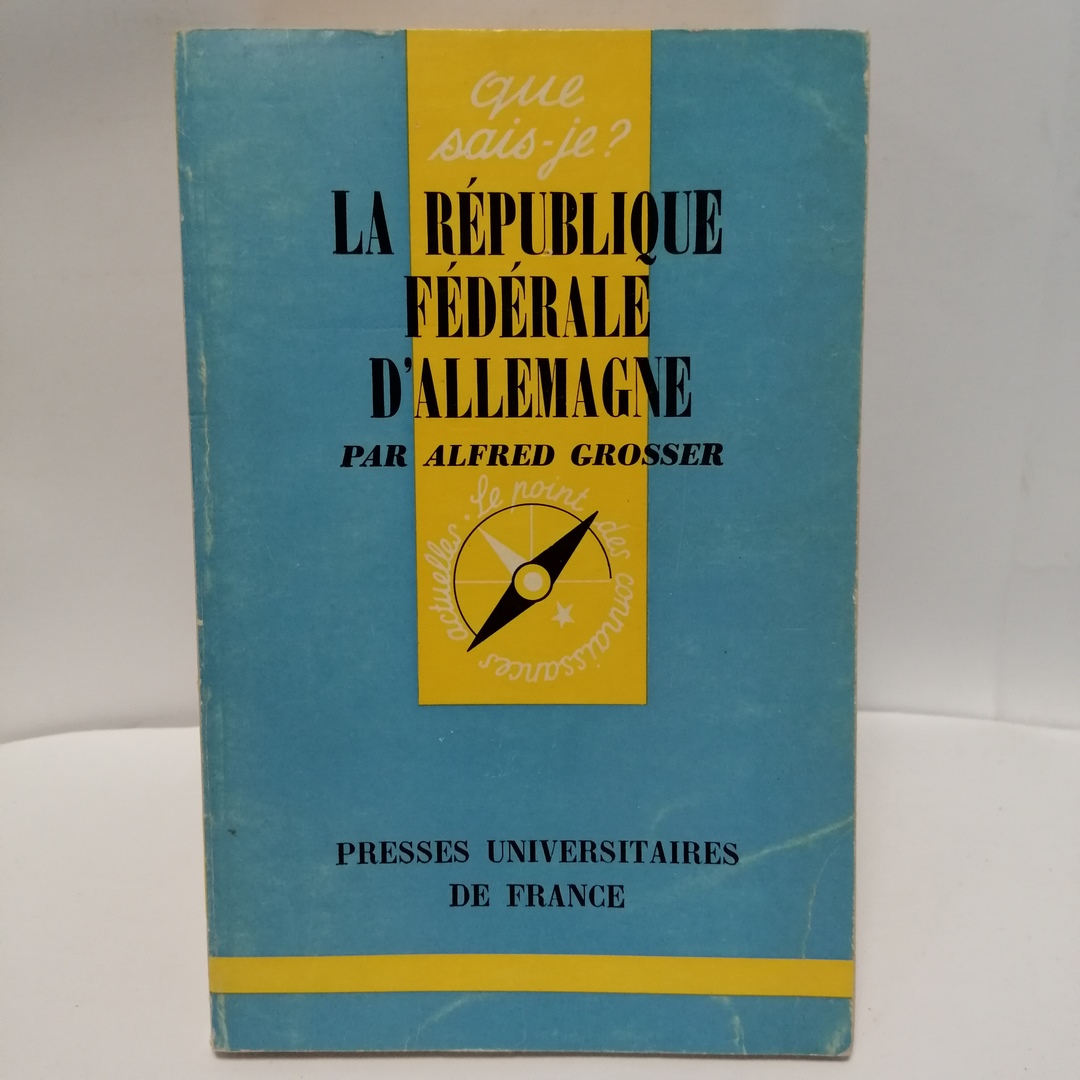 que
sais-je?
LA RÉPUBLIQUE
FÉDÉRALE
D'ALLEMAGNE
PAR ALFRED GROSSER
Le point des connaissances actuelles.
PRESSES UNIVERSITAIRES
DE FRANCE